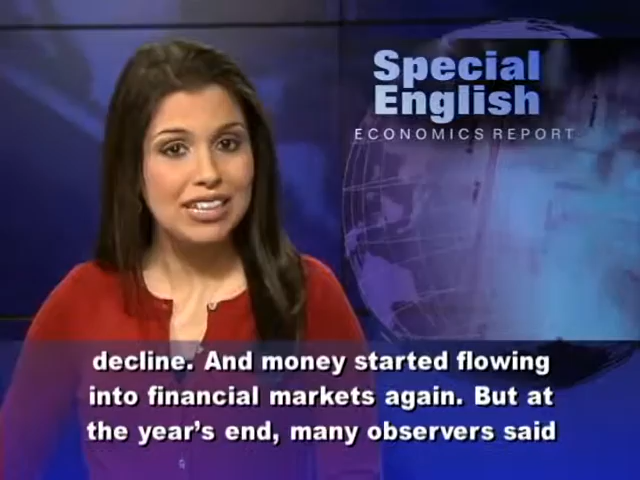 Special
English
ECONOMICS REPORT
decline. And money started flowing
into financial markets again. But at
the year's end, many observers said